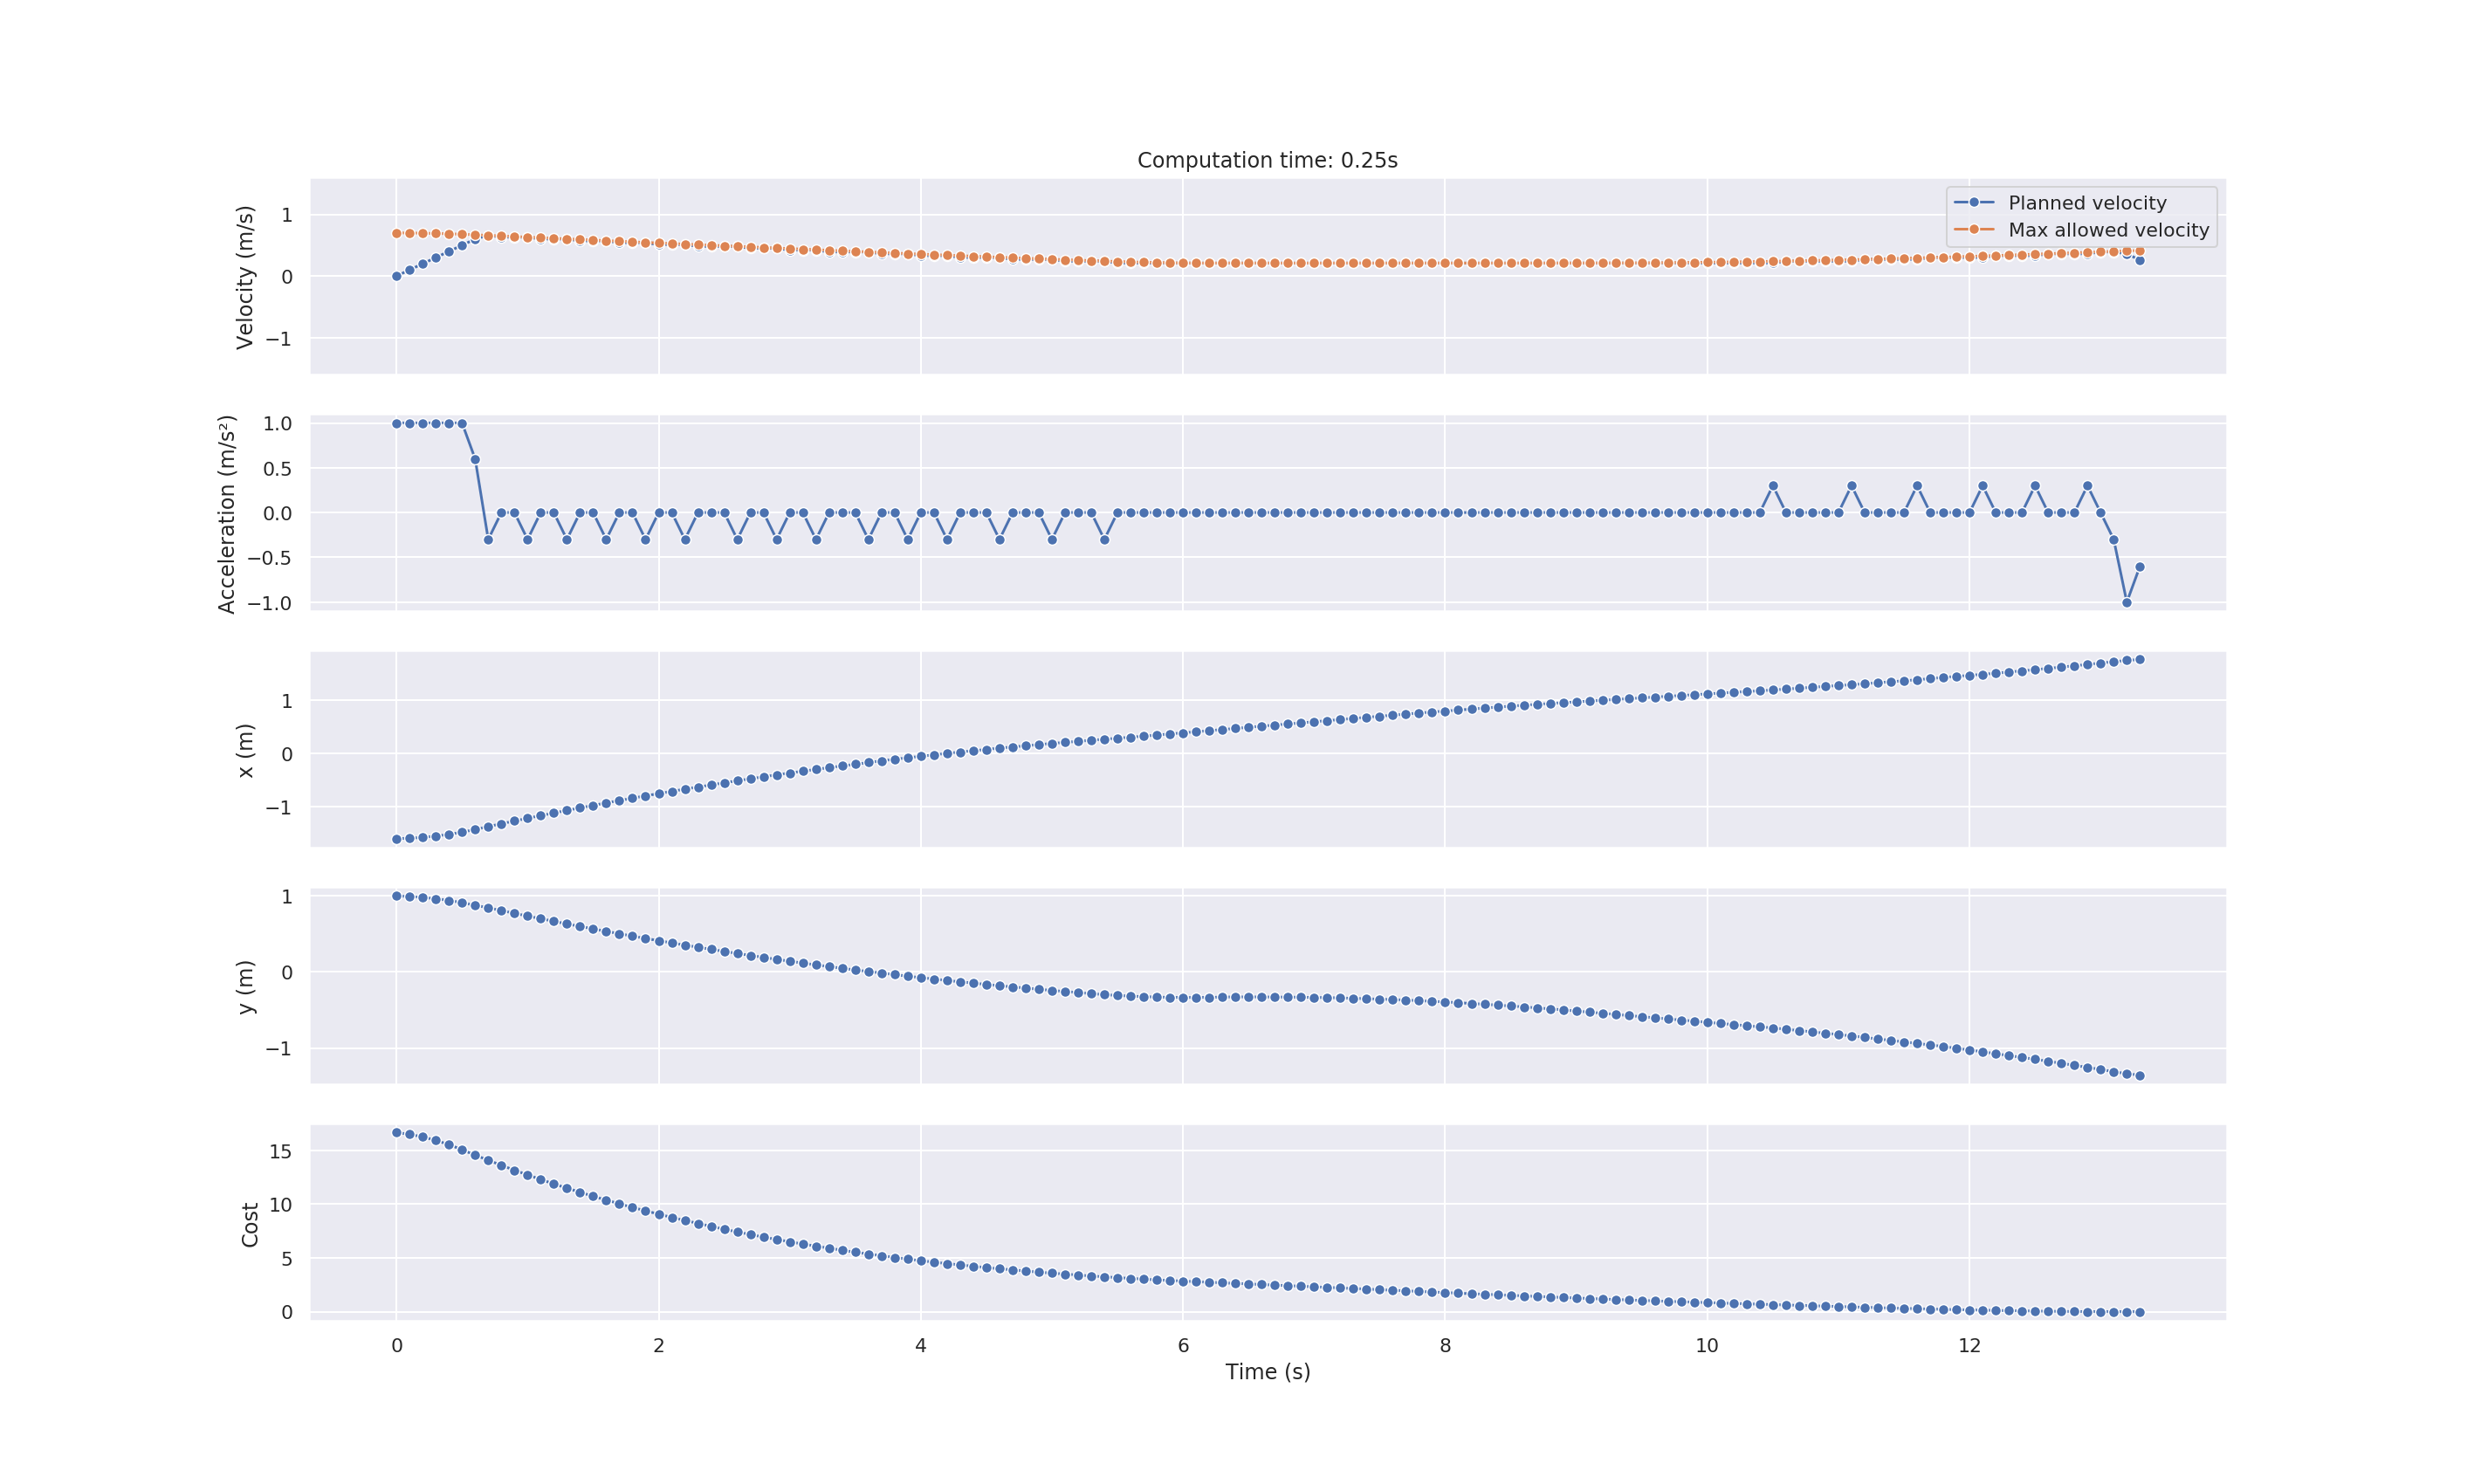 Computation time: 0.25s
Velocity (m/s)
1
0
−1
Planned velocity
Max allowed velocity
Acceleration (m/s²)
1.0
0.5
0.0
−0.5
−1.0
x (m)
1
0
−1
y (m)
1
0
−1
Cost
15
10
5
0
0 2 4 6 8 10 12
Time (s)